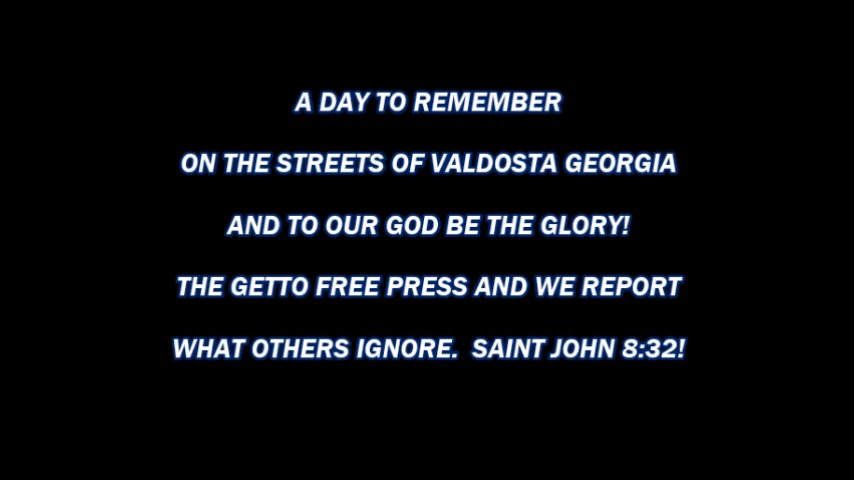 A DAY TO REMEMBER
ON THE STREETS OF VALDOSTA GEORGIA
AND TO OUR GOD BE THE GLORY!
THE GETTO FREE PRESS AND WE REPORT
WHAT OTHERS IGNORE.  SAINT JOHN 8:32!